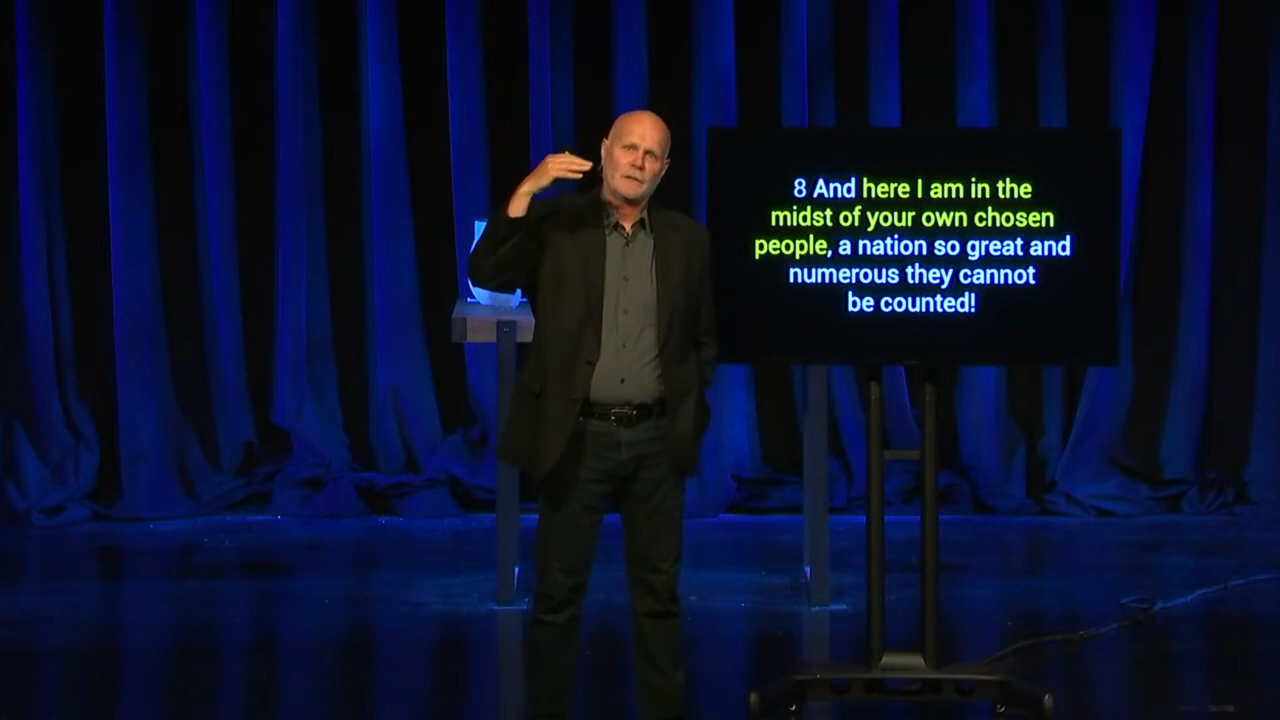 8 And here I am in the
midst of your own chosen
people, a nation so great and
numerous they cannot
be counted!